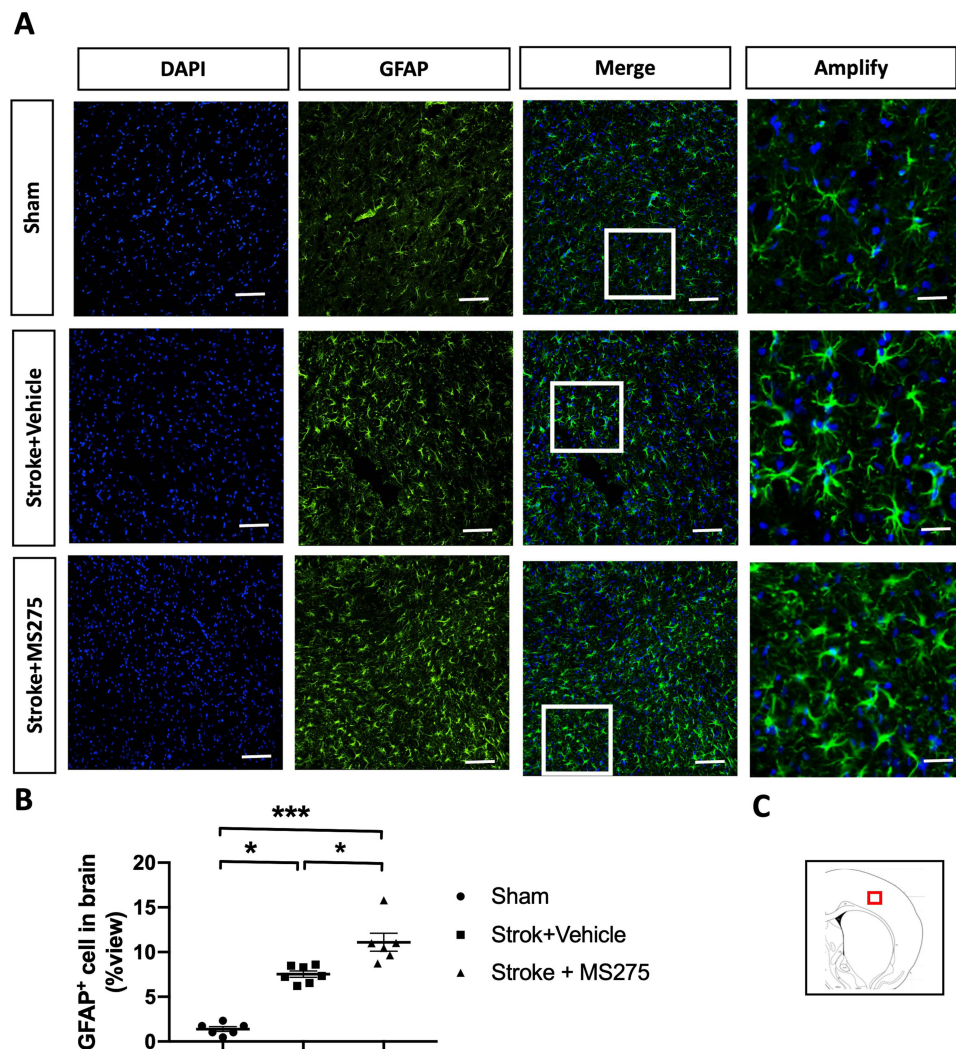 A
DAPI
GFAP
Merge
Amplify
Sham
Stroke+Vehicle
Stroke+MS275
B
***
* *
GFAP+ cell in brain
(%view)
20
15
10
5
0
Sham
Strok+Vehicle
Stroke + MS275
C